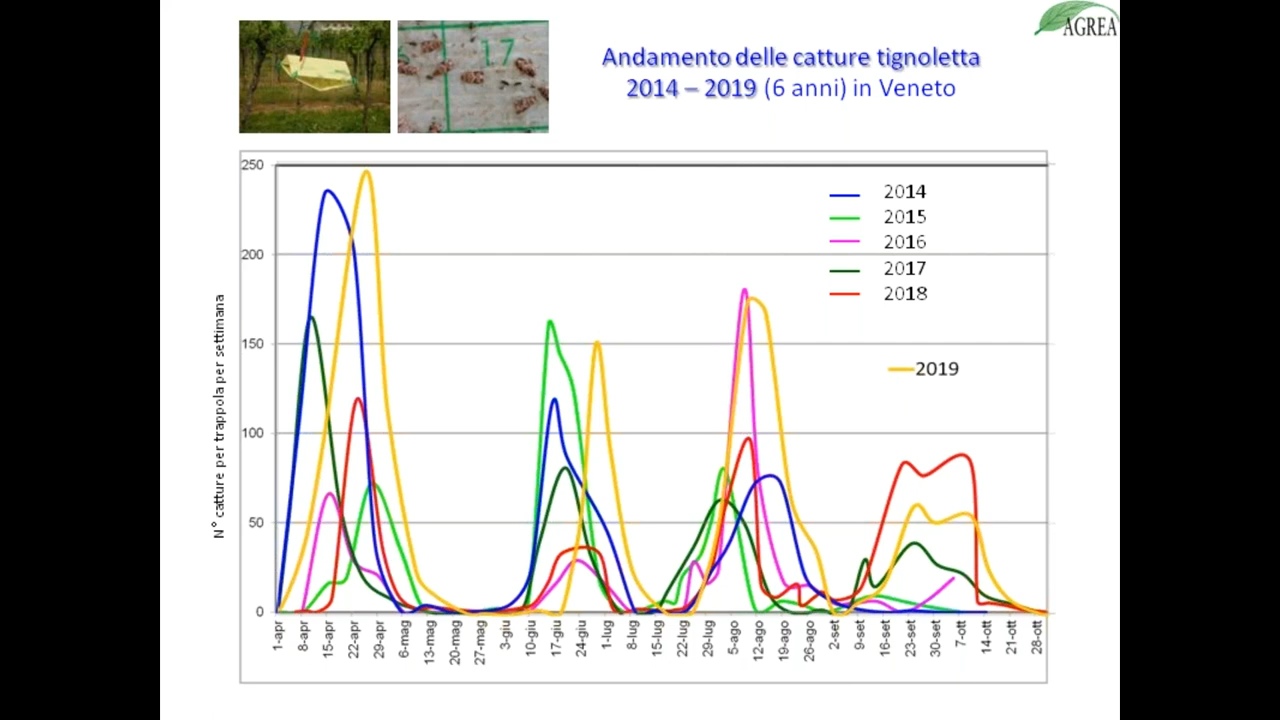 AGREA
17
Andamento delle catture tignoletta
2014 – 2019 (6 anni) in Veneto
N° catture per trappola per settimana
250
200
150
100
50
0
2014
2015
2016
2017
2018
2019
1-apr
8-apr
15-apr
22-apr
29-apr
6-mag
13-mag
20-mag
27-mag
3-giu
10-giu
17-giu
24-giu
1-lug
8-lug
15-lug
22-lug
29-lug
5-ago
12-ago
19-ago
26-ago
2-set
9-set
16-set
23-set
30-set
7-ott
14-ott
21-ott
28-ott